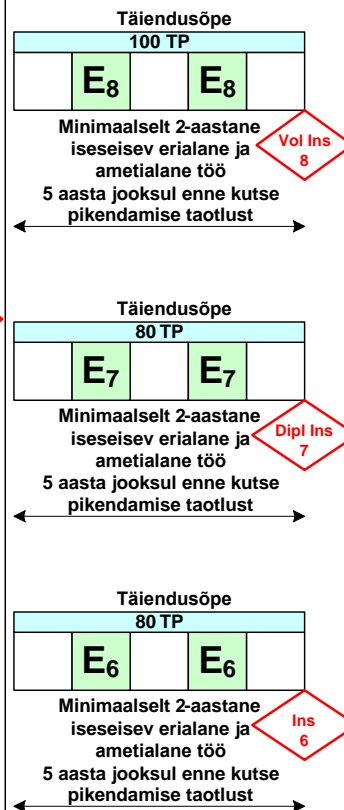 Täiendusõpe
100 TP
E8 E8
Minimaalselt 2-aastane
iseseisev erialane ja
ametialane töö
5 aasta jooksul enne kutse
pikendamise taotlust
Vol Ins
8
Täiendusõpe
80 TP
E7 E7
Minimaalselt 2-aastane
iseseisev erialane ja
ametialane töö
5 aasta jooksul enne kutse
pikendamise taotlust
Dipl Ins
7
Täiendusõpe
80 TP
E6 E6
Minimaalselt 2-aastane
iseseisev erialane ja
ametialane töö
5 aasta jooksul enne kutse
pikendamise taotlust
Ins
6